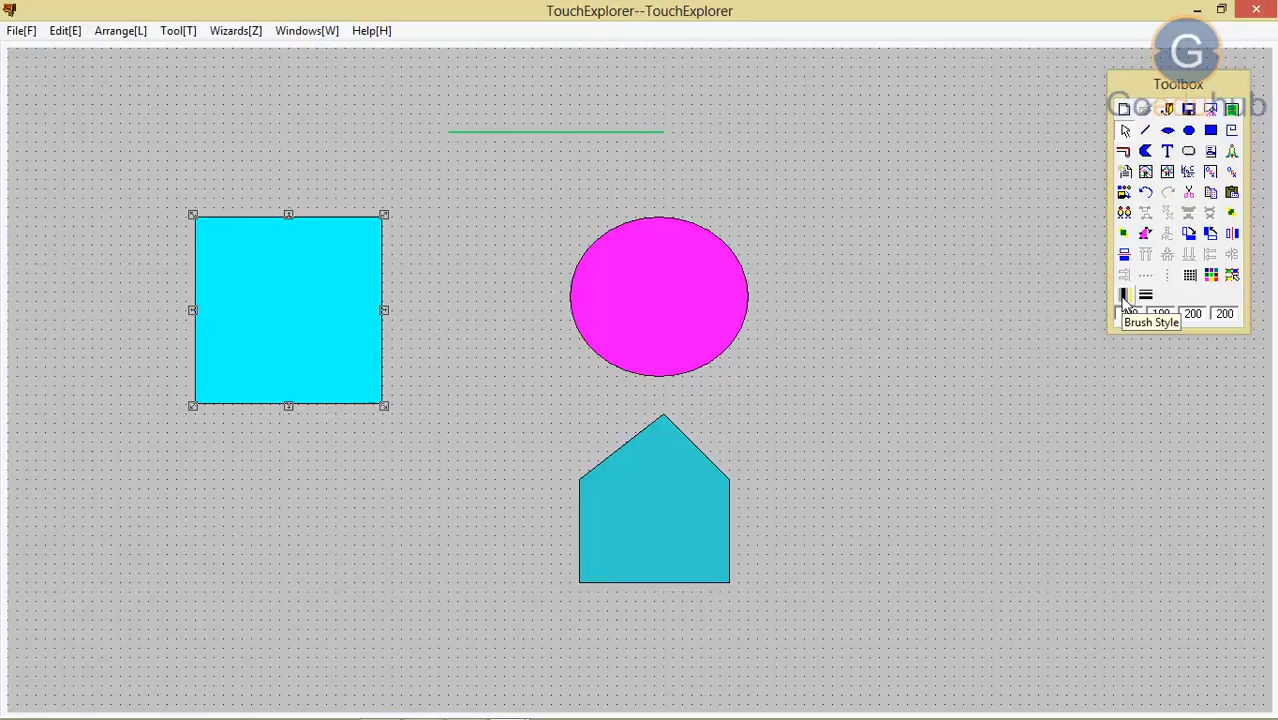 TouchExplorer--TouchExplorer
File[F] Edit[E] Arrange[L] Tool[T] Wizards[Z] Windows[W] Help[H]
G
Toolbox
200 200
Brush Style